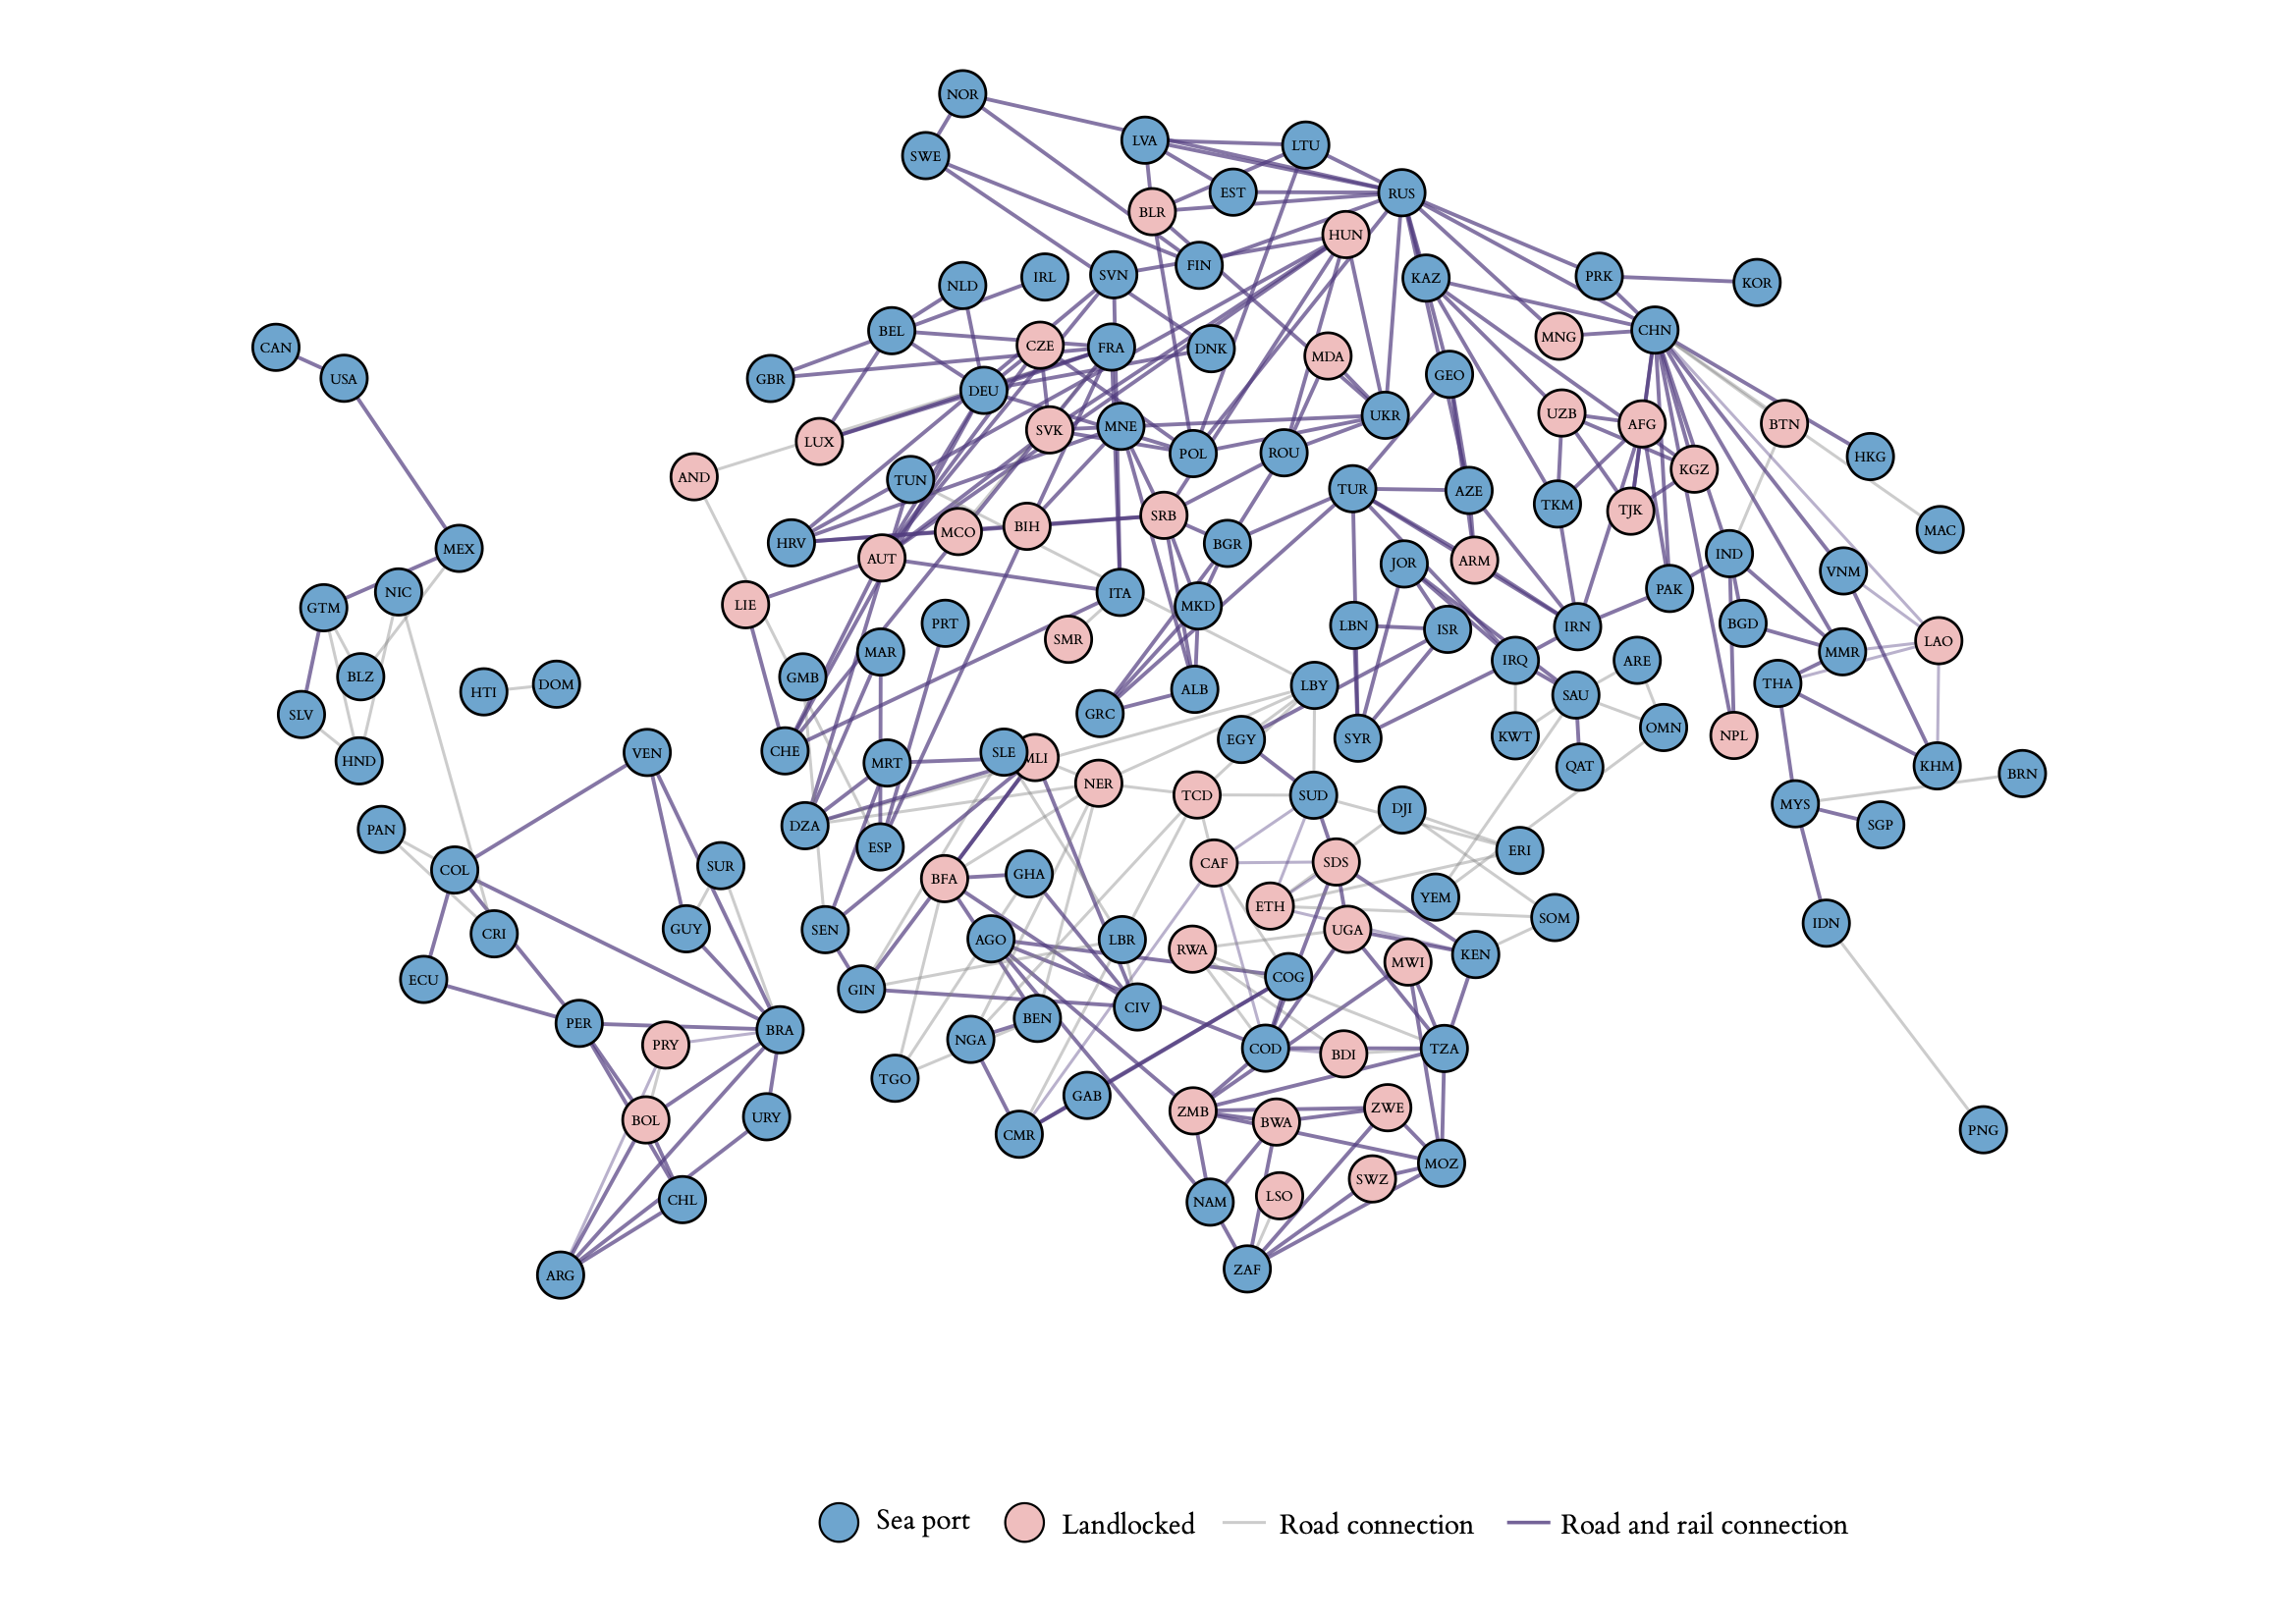 NOR
LVA
LTU
SWE
EST
RUS
BLR
HUN
FIN
SVN
IRL
NLD
KAZ
PRK
KOR
BEL
CHN
MNG
CAN
CZE
FRA
DNK
MDA
USA
GBR
GEO
DEU
UKR
UZB
AFG
BTN
LUX
SVK
MNE
POL
ROU
HKG
KGZ
AND
TUN
TUR
AZE
TKM
TJK
SRB
MCO
BIH
MAC
HRV
BGR
MEX
AUT
JOR
ARM
IND
VNM
NIC
PAK
GTM
LIE
ITA
MKD
PRT
LBN
ISR
IRN
BGD
SMR
LAO
MAR
MMR
IRQ
ARE
BLZ
GMB
THA
HTI
DOM
LBY
ALB
SAU
SLV
GRC
OMN
EGY
SYR
KWT
NPL
VEN
CHE
SLE
MLI
HND
MRT
QAT
KHM
BRN
NER
TCD
SUD
MYS
DJI
PAN
DZA
SGP
ESP
ERI
SUR
CAF
SDS
COL
GHA
BFA
YEM
ETH
SOM
IDN
GUY
SEN
UGA
CRI
AGO
LBR
RWA
KEN
MWI
ECU
COG
GIN
CIV
BEN
PER
BRA
NGA
PRY
COD
BDI
TZA
TGO
GAB
ZWE
ZMB
URY
BOL
BWA
PNG
CMR
MOZ
SWZ
LSO
CHL
NAM
ZAF
ARG
Sea port
Landlocked
Road connection
Road and rail connection